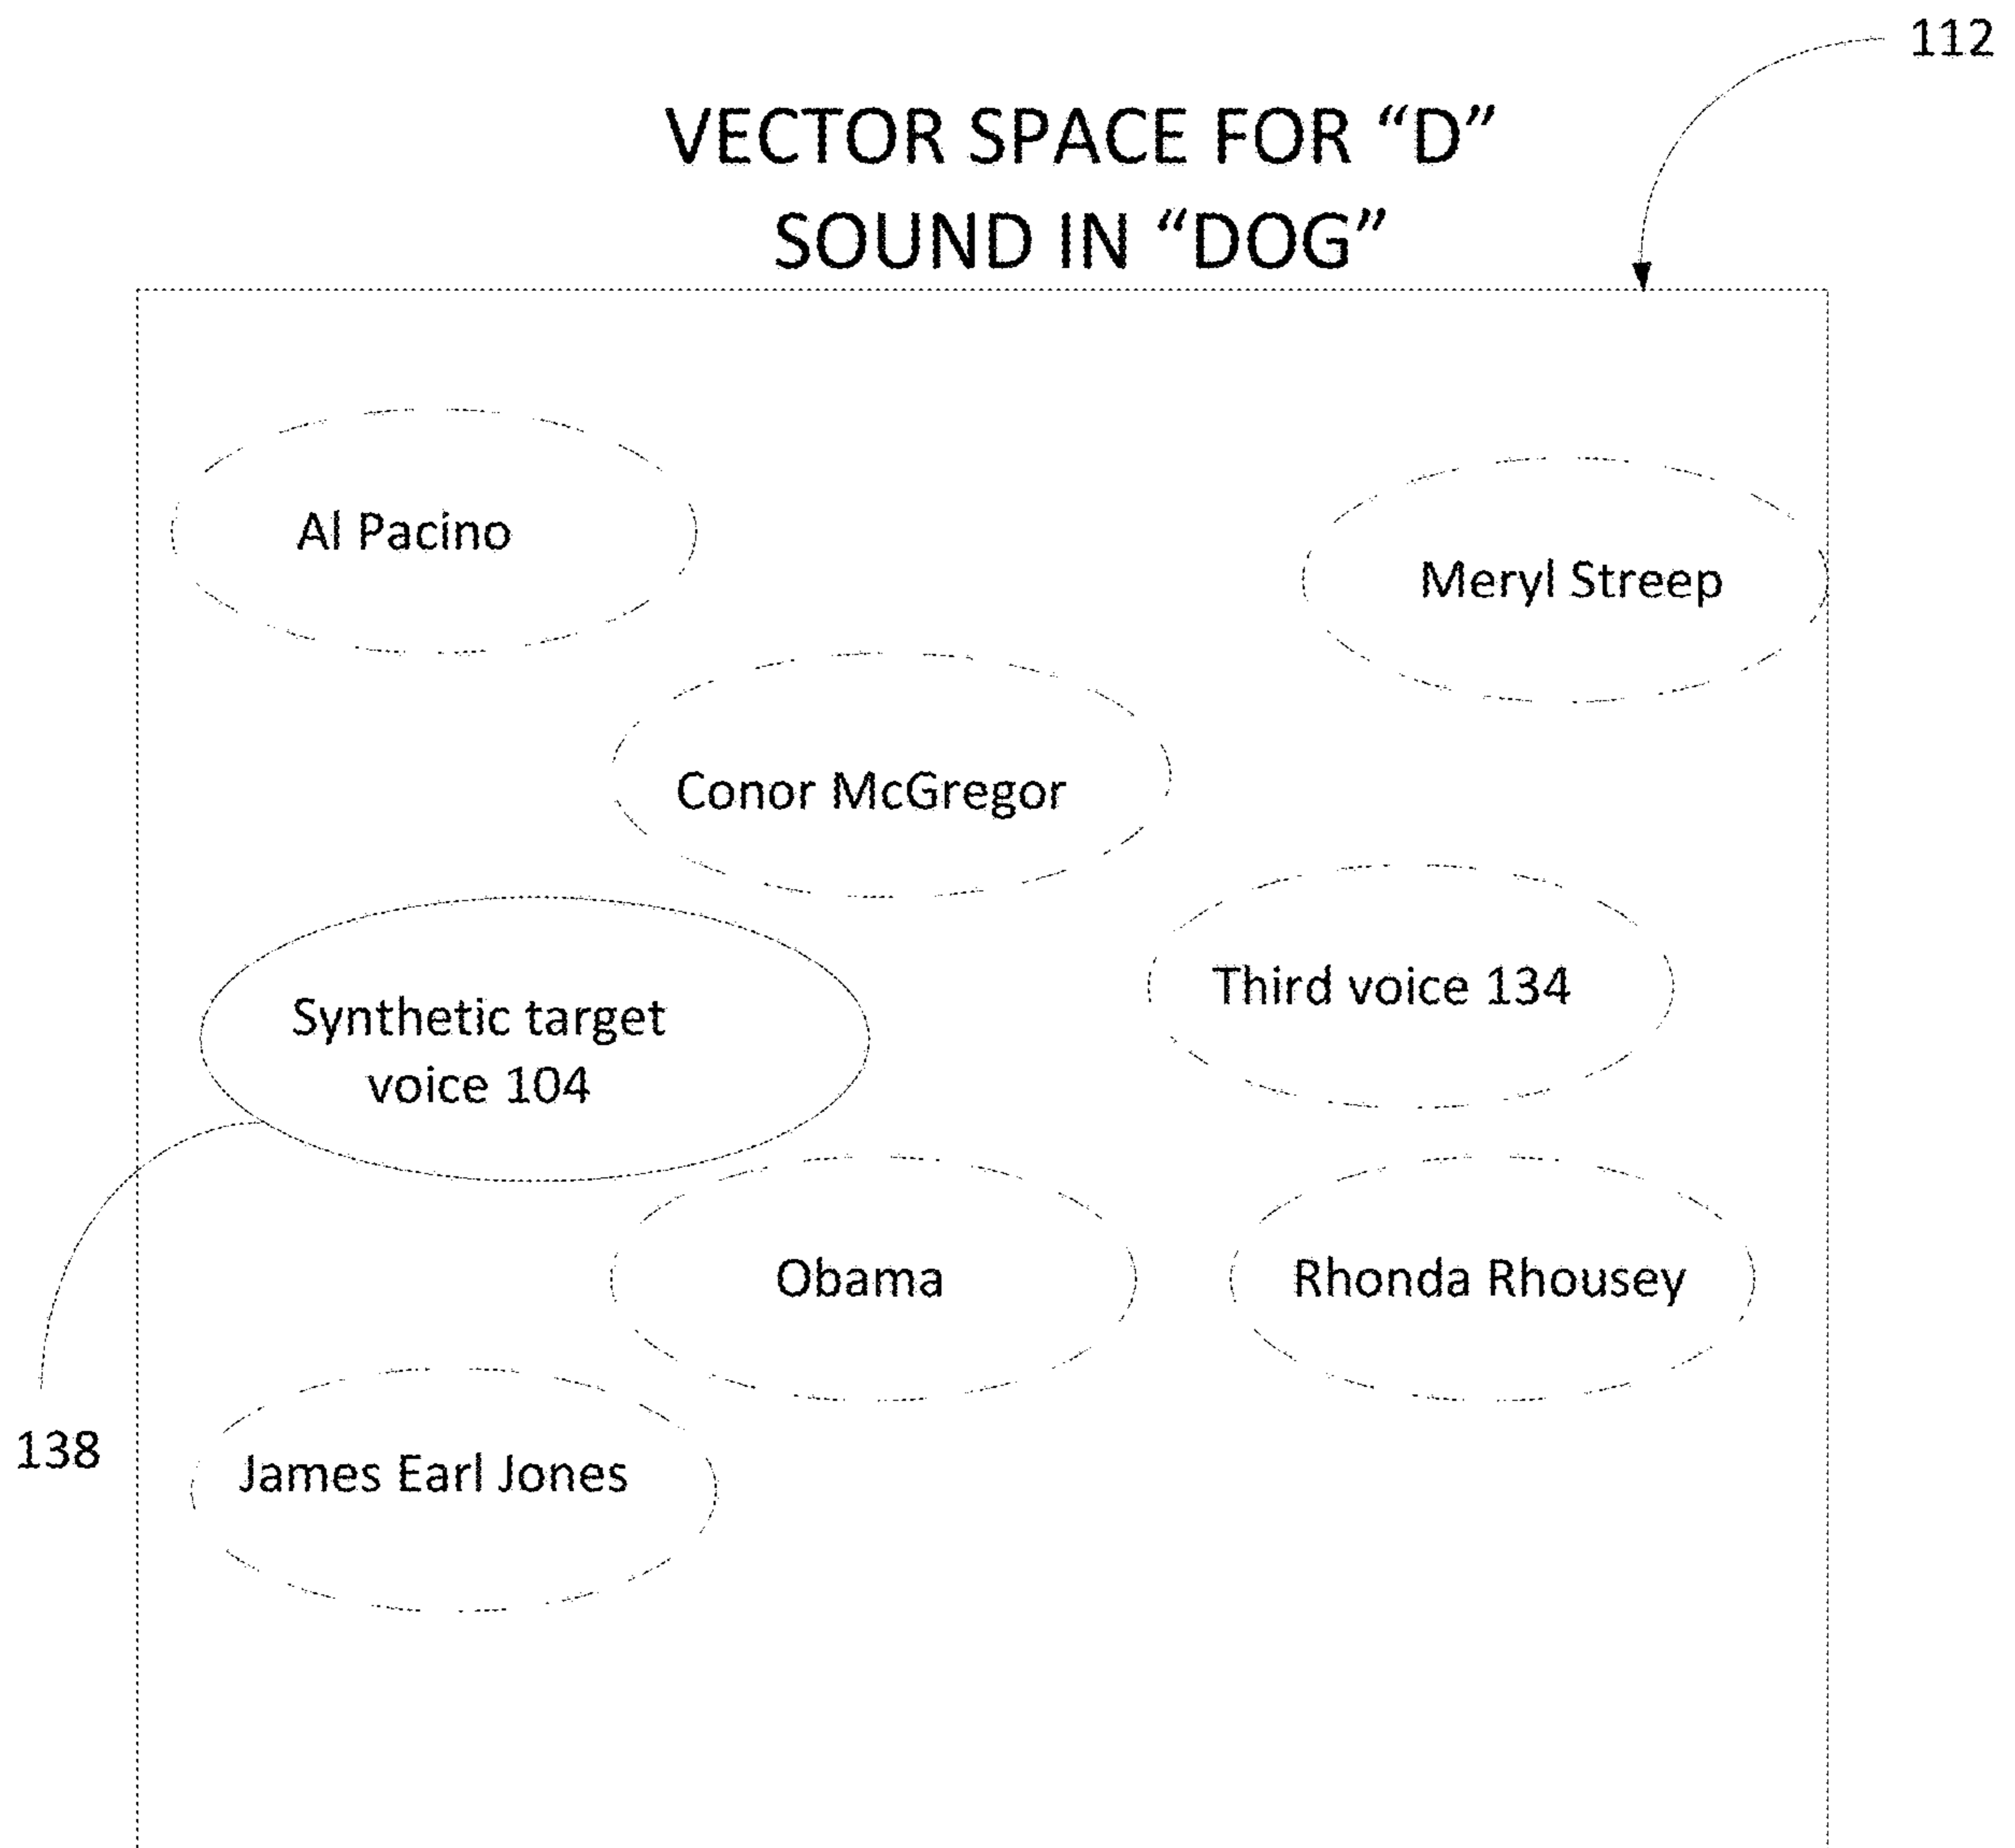 112
VECTOR SPACE FOR “D”
SOUND IN “DOG”
Al Pacino
Meryl Streep
Conor McGregor
Third voice 134
Synthetic target
voice 104
Obama
Rhonda Rhousey
138
James Earl Jones